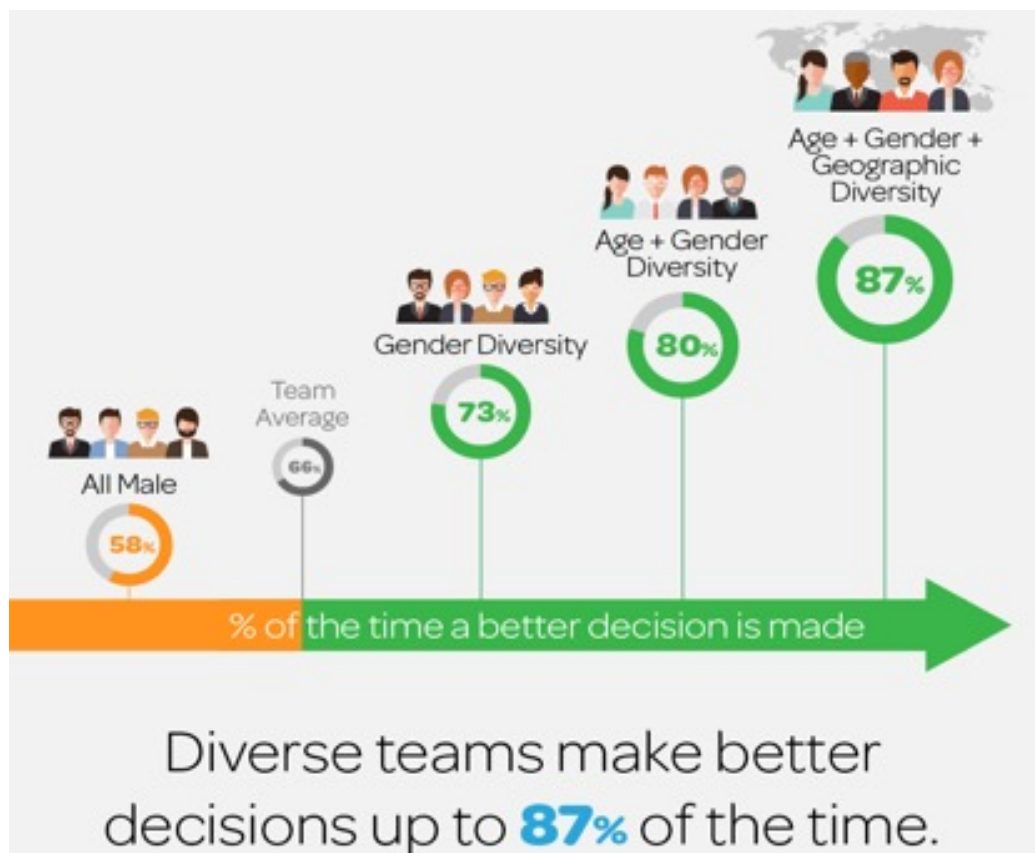 All Male
58%
Team
Average
66%
Gender Diversity
73%
Age + Gender
Diversity
80%
Age + Gender +
Geographic
Diversity
87%
% of the time a better decision is made
Diverse teams make better
decisions up to 87% of the time.